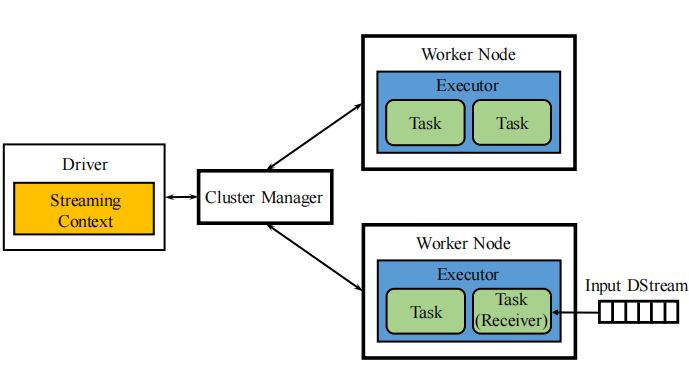 Worker Node
Executor
Task
Task
Driver
Streaming
Context
Cluster Manager
Worker Node
Executor
Task
Task
(Receiver)
Input DStream